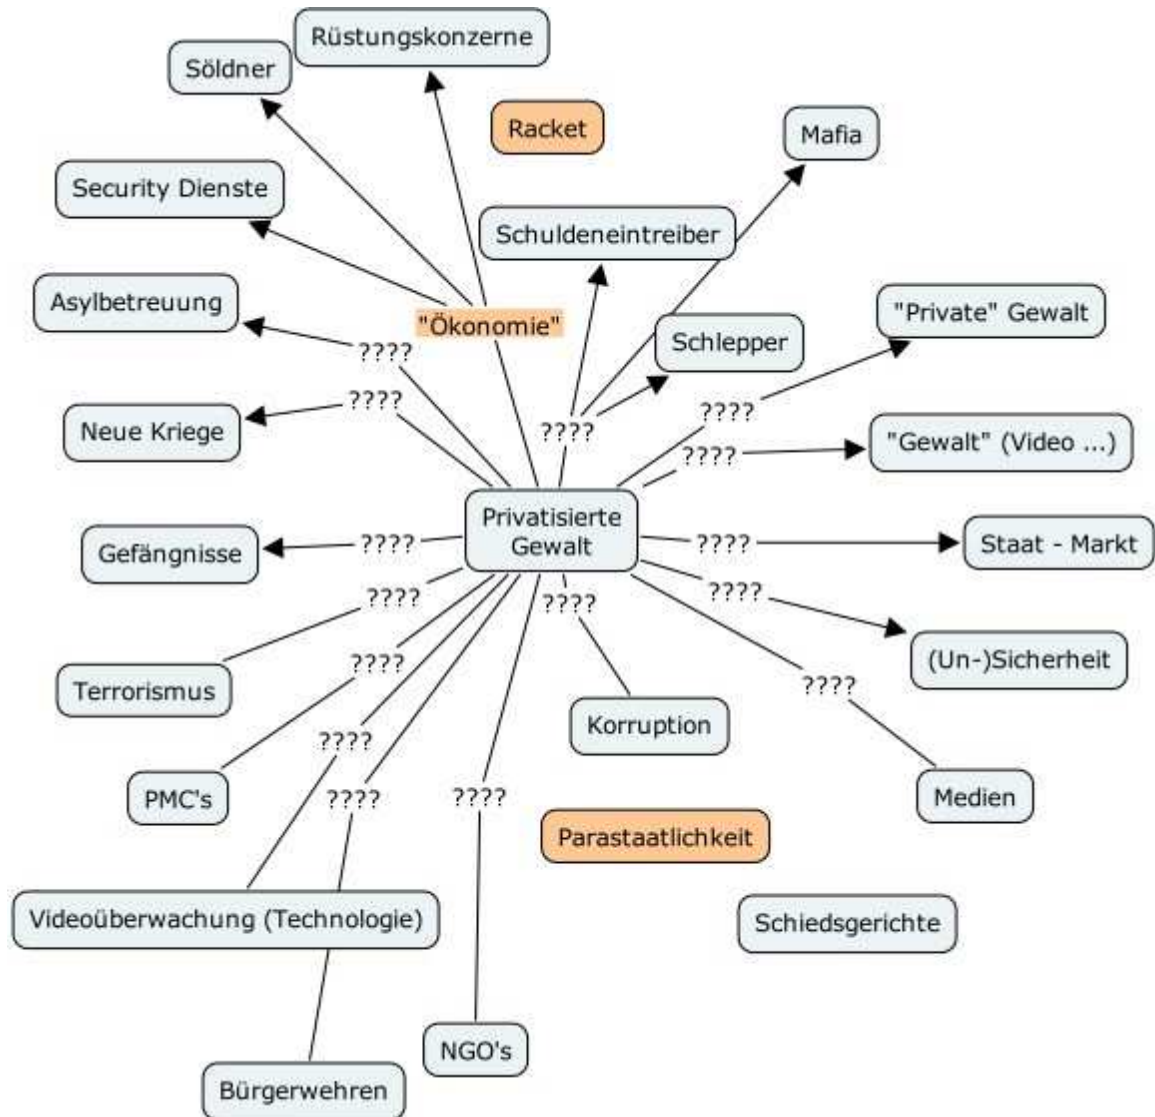 Rüstungskonzerne
Söldner
Racket
Mafia
Security Dienste
Schuldeneintreiber
Asylbetreuung
"Private" Gewalt
"Ökonomie"
Schlepper
????
????
????
Neue Kriege
????
"Gewalt" (Video ...)
????
Privatisierte
Gewalt
Gefängnisse
????
????
Staat - Markt
????
????
????
(Un-)Sicherheit
????
Terrorismus
????
Korruption
????
PMC's
????
????
Medien
Parastaatlichkeit
Videoüberwachung (Technologie)
Schiedsgerichte
NGO's
Bürgerwehren